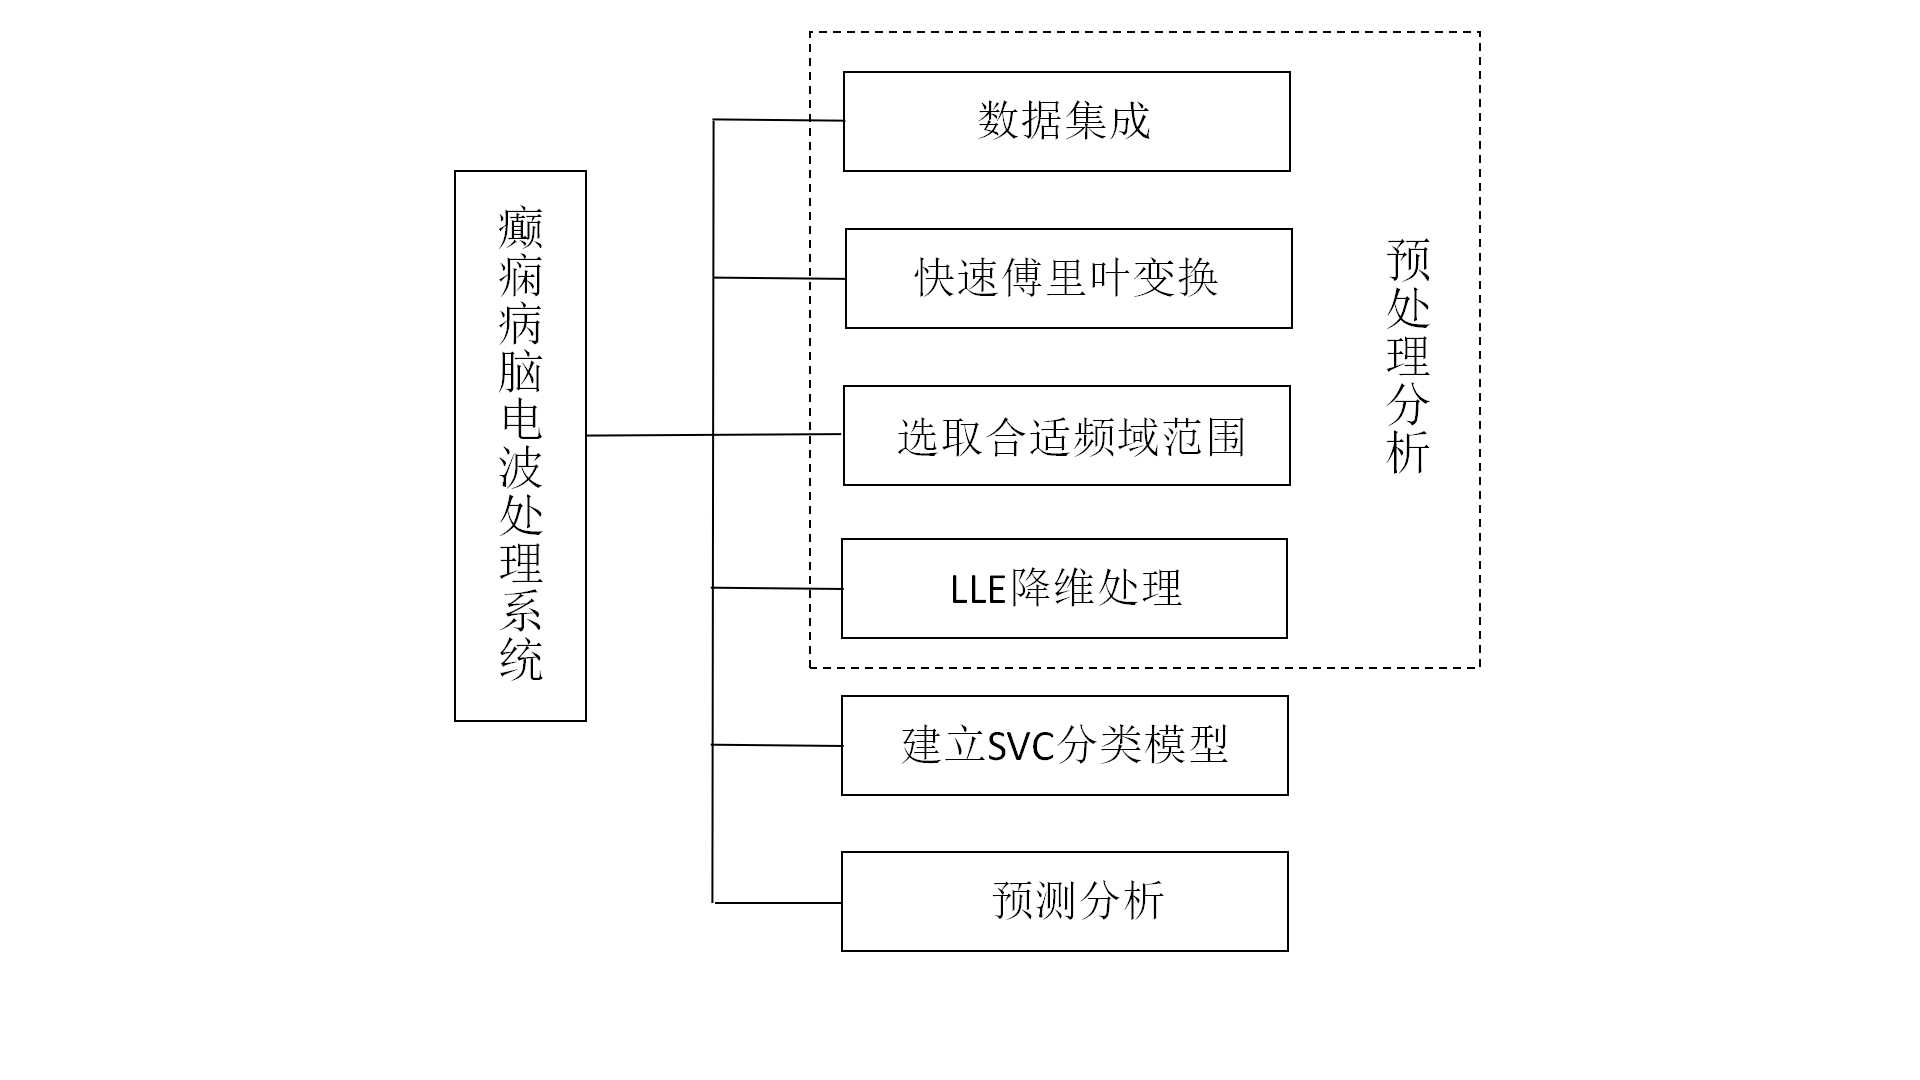 癫痫病脑电波处理系统
数据集成
快速傅里叶变换
选取合适频域范围
LLE降维处理
预处理分析
建立SVC分类模型
预测分析